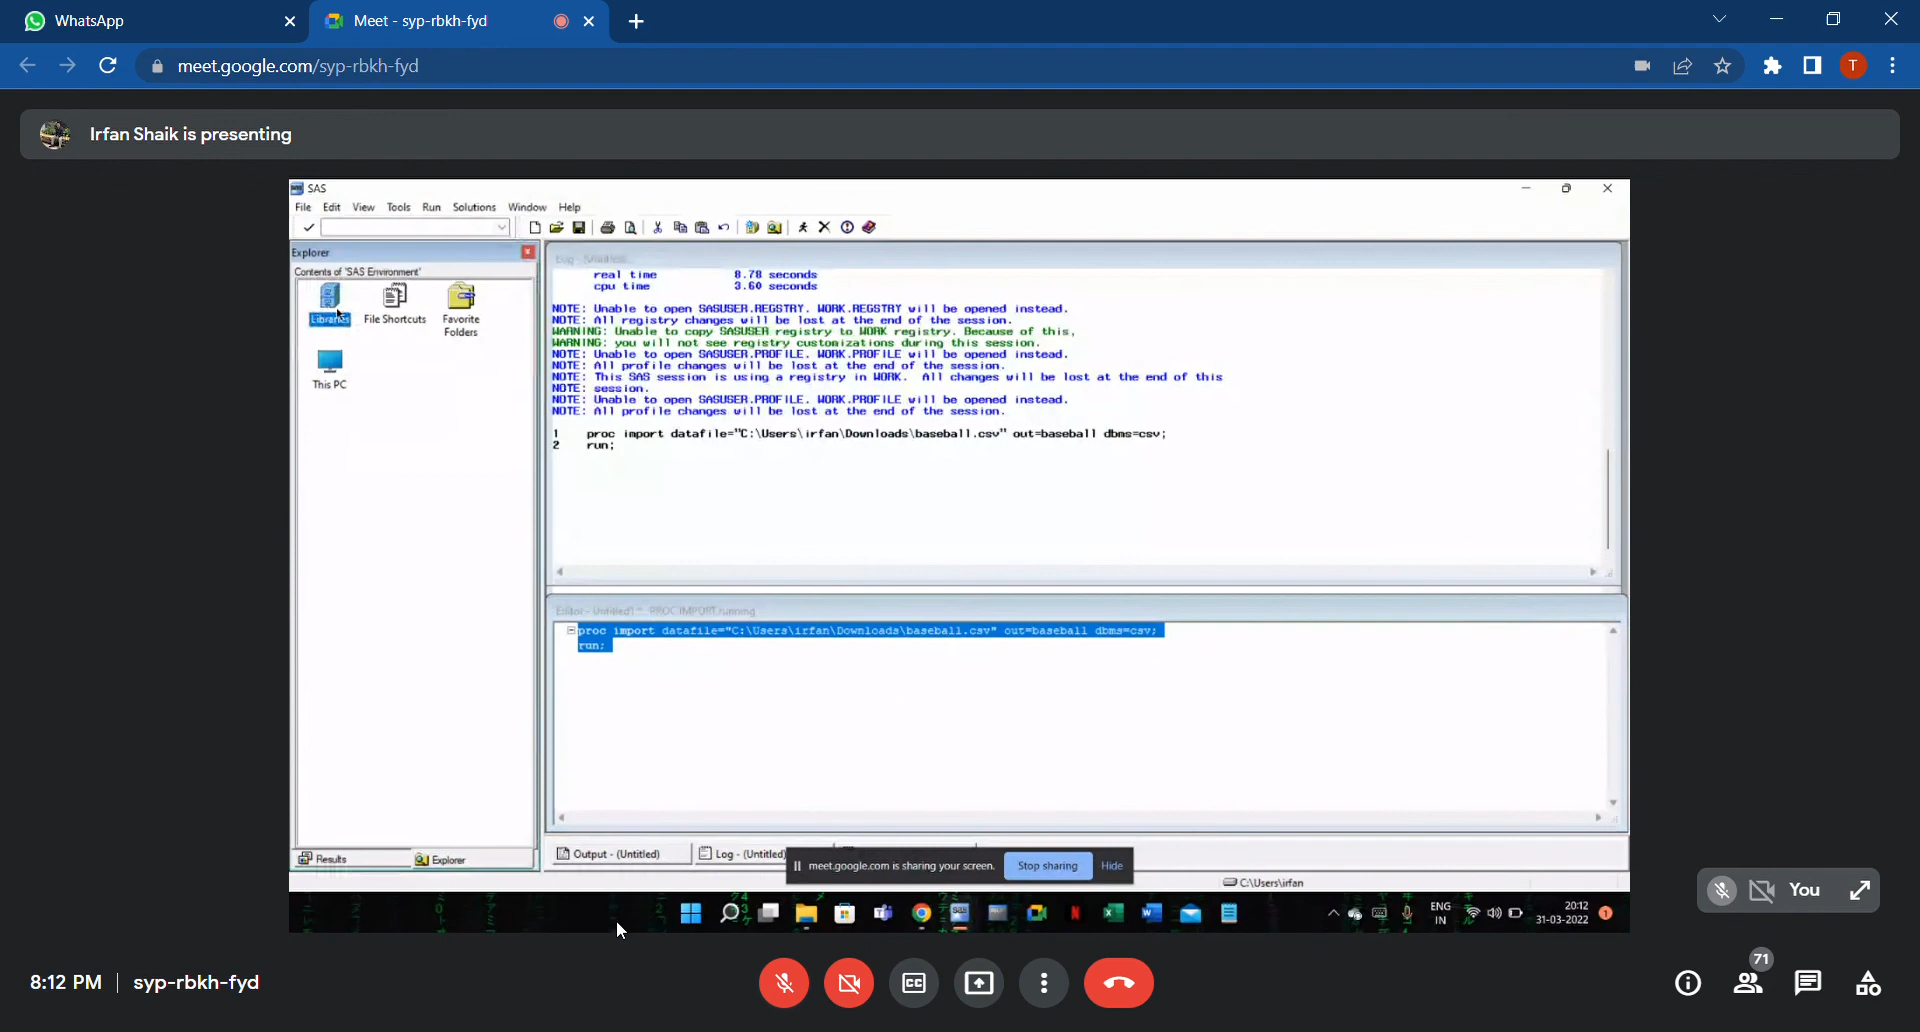 WhatsApp
Meet - syp-rbkh-fyd
meet.google.com/syp-rbkh-fyd
T
Irfan Shaik is presenting
SAS
File Edit View Tools Run Solutions Window Help
Explorer
Contents of 'SAS Environment'
Libraries
File Shortcuts
Favorite
Folders
This PC
Log - (Untitled)
real time 8.78 seconds
cpu time 3.60 seconds
NOTE: Unable to open SASUSER.REGSTRY. WORK.REGSTRY will be opened instead.
NOTE: All registry changes will be lost at the end of the session.
WARNING: Unable to copy SASUSER registry to WORK registry. Because of this,
WARNING: you will not see registry customizations during this session.
NOTE: Unable to open SASUSER.PROFILE. WORK.PROFILE will be opened instead.
NOTE: All profile changes will be lost at the end of the session.
NOTE: This SAS session is using a registry in WORK. All changes will be lost at the end of this
NOTE: session.
NOTE: Unable to open SASUSER.PROFILE. WORK.PROFILE will be opened instead.
NOTE: All profile changes will be lost at the end of the session.
1 proc import datafile="C:\Users\irfan\Downloads\baseball.csv" out=baseball dbms=csv;
2 run;
Editor - Untitled1 * PROC IMPORT running
proc import datafile="C:\Users\irfan\Downloads\baseball.csv" out=baseball dbms=csv;
run;
Results
Explorer
Output - (Untitled)
Log - (Untitled)
meet.google.com is sharing your screen.
Stop sharing
Hide
C:\Users\irfan
ENG
IN
20:12
31-03-2022
1
You
8:12 PM
syp-rbkh-fyd
71